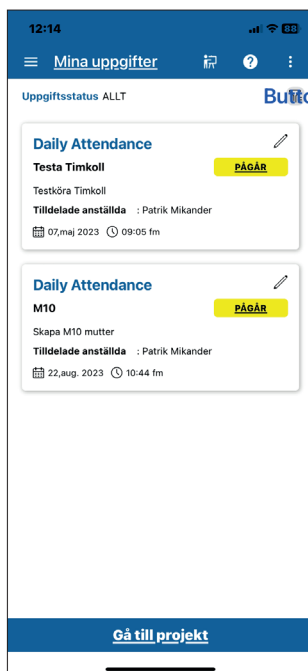 12:14
88
Mina uppgifter
Uppgiftsstatus ALLT
Daily Attendance
Testa Timkoll
PÅGÅR
Testköra Timkoll
Tilldelade anställda : Patrik Mikander
07,maj 2023 09:05 fm
Daily Attendance
M10
PÅGÅR
Skapa M10 mutter
Tilldelade anställda : Patrik Mikander
22,aug. 2023 10:44 fm
Gå till projekt